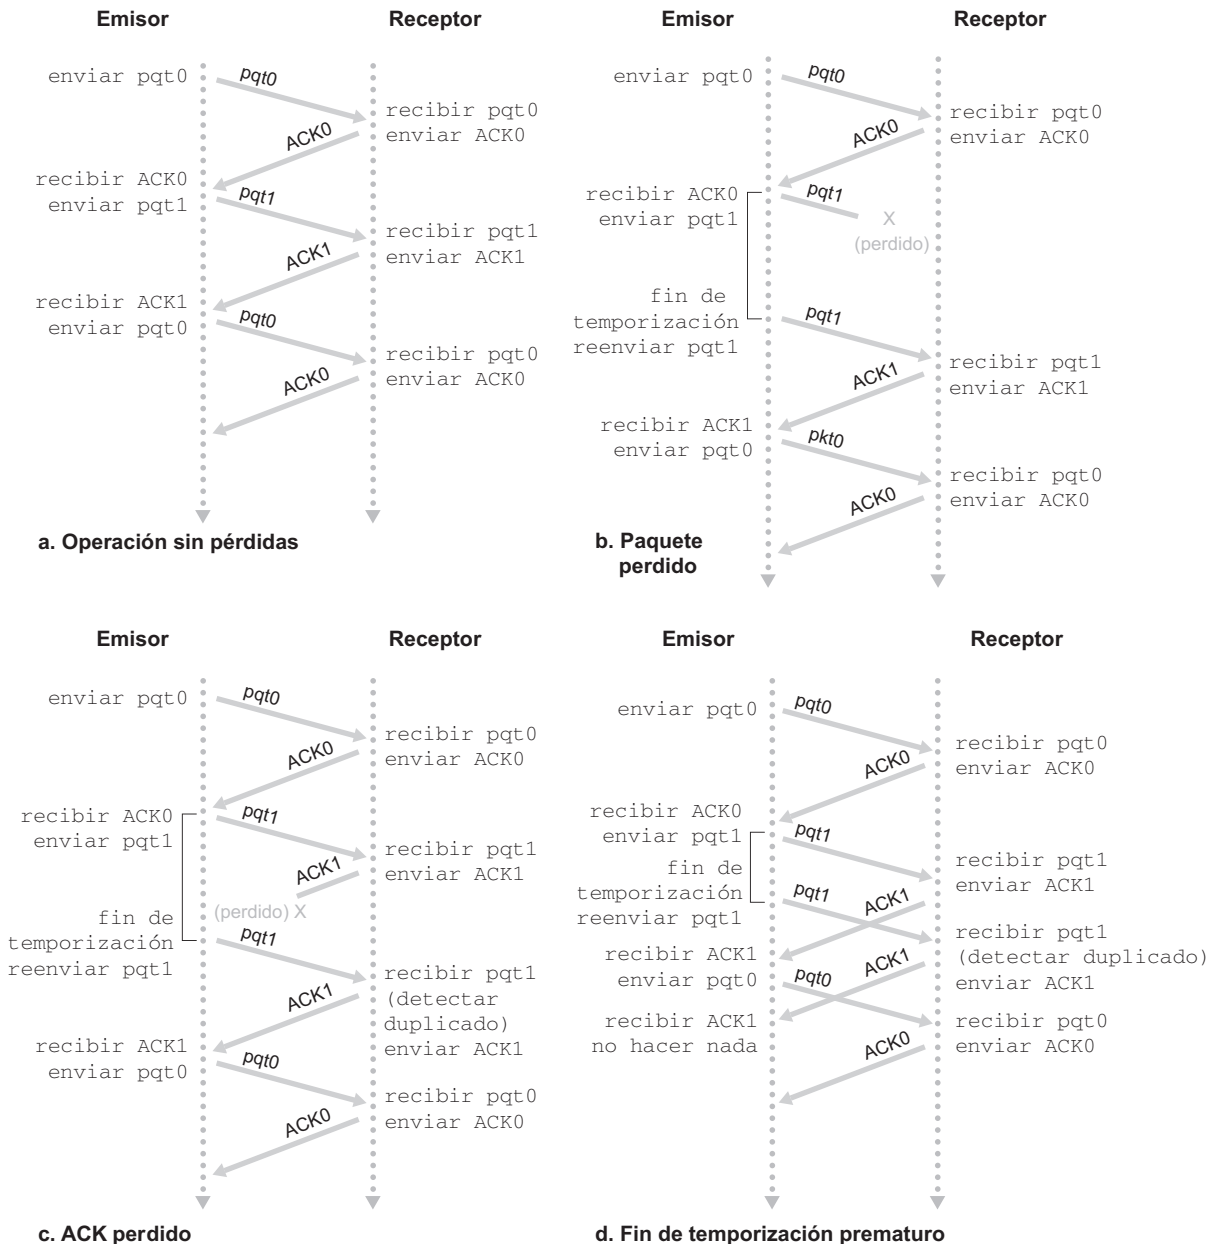 Emisor
Receptor
enviar pqt0
pqt0
recibir pqt0
enviar ACK0
ACK0
recibir ACK0
enviar pqt1
pqt1
recibir pqt1
enviar ACK1
ACK1
recibir ACK1
enviar pqt0
pqt0
recibir pqt0
enviar ACK0
ACK0
a. Operación sin pérdidas
Emisor
Receptor
enviar pqt0
pqt0
recibir pqt0
enviar ACK0
ACK0
recibir ACK0
enviar pqt1
pqt1
X
(perdido)
fin de
temporización
reenviar pqt1
pqt1
recibir pqt1
enviar ACK1
ACK1
recibir ACK1
enviar pqt0
pkt0
recibir pqt0
enviar ACK0
ACK0
b. Paquete
perdido
Emisor
Receptor
enviar pqt0
pqt0
recibir pqt0
enviar ACK0
ACK0
recibir ACK0
enviar pqt1
pqt1
recibir pqt1
enviar ACK1
ACK1
(perdido) X
fin de
temporización
reenviar pqt1
pqt1
recibir pqt1
(detectar
duplicado)
enviar ACK1
ACK1
recibir ACK1
enviar pqt0
pqt0
recibir pqt0
enviar ACK0
ACK0
c. ACK perdido
Emisor
Receptor
enviar pqt0
pqt0
recibir pqt0
enviar ACK0
ACK0
recibir ACK0
enviar pqt1
pqt1
fin de
temporización
reenviar pqt1
recibir pqt1
enviar ACK1
pqt1
ACK1
recibir pqt1
(detectar duplicado)
enviar ACK1
recibir ACK1
enviar pqt0
pqt0
ACK1
recibir ACK1
no hacer nada
recibir pqt0
enviar ACK0
ACK0
d. Fin de temporización prematuro